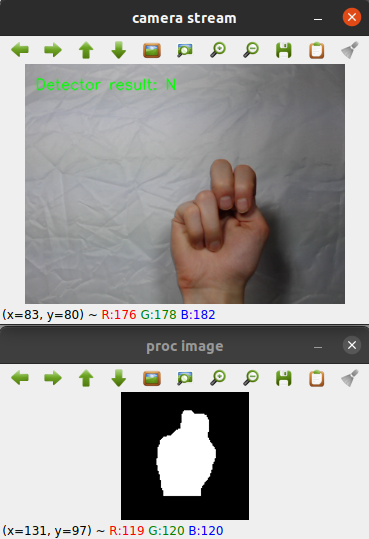 camera stream
Detector result: N
(x=83, y=80) ~ R:176 G:178 B:182
proc image
(x=131, y=97) ~ R:119 G:120 B:120